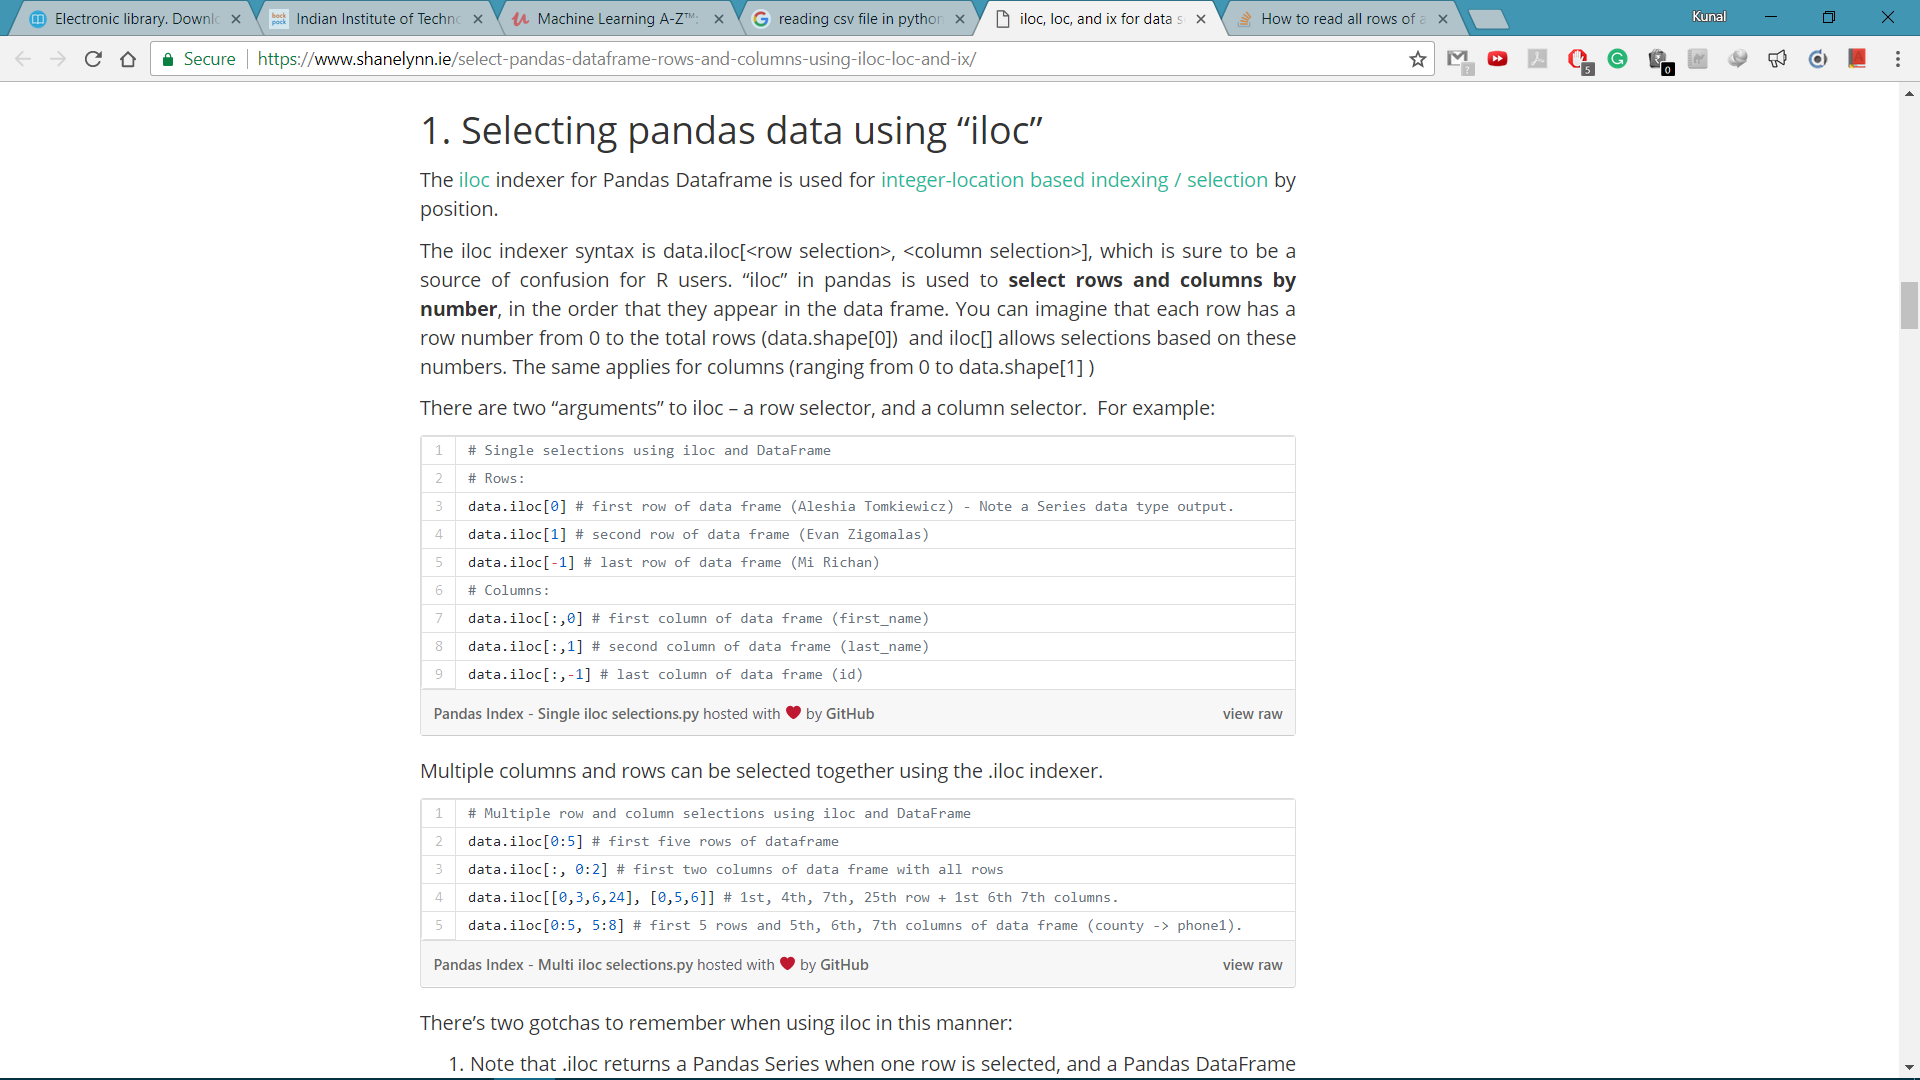 Electronic library. Downlo
Indian Institute of Techno
Machine Learning A-Z™:
reading csv file in python
iloc, loc, and ix for data s
How to read all rows of a
Kunal
Secure
https://www.shanelynn.ie/select-pandas-dataframe-rows-and-columns-using-iloc-loc-and-ix/
5
0
1. Selecting pandas data using “iloc”
The iloc indexer for Pandas Dataframe is used for integer-location based indexing / selection by
position.
The iloc indexer syntax is data.iloc[<row selection>, <column selection>], which is sure to be a
source of confusion for R users. “iloc” in pandas is used to select rows and columns by
number, in the order that they appear in the data frame. You can imagine that each row has a
row number from 0 to the total rows (data.shape[0])  and iloc[] allows selections based on these
numbers. The same applies for columns (ranging from 0 to data.shape[1] )
There are two “arguments” to iloc – a row selector, and a column selector.  For example:
1 # Single selections using iloc and DataFrame
2 # Rows:
3 data.iloc[0] # first row of data frame (Aleshia Tomkiewicz) - Note a Series data type output.
4 data.iloc[1] # second row of data frame (Evan Zigomalas)
5 data.iloc[-1] # last row of data frame (Mi Richan)
6 # Columns:
7 data.iloc[:,0] # first column of data frame (first_name)
8 data.iloc[:,1] # second column of data frame (last_name)
9 data.iloc[:,-1] # last column of data frame (id)
Pandas Index - Single iloc selections.py hosted with ❤ by GitHub view raw
Multiple columns and rows can be selected together using the .iloc indexer.
1 # Multiple row and column selections using iloc and DataFrame
2 data.iloc[0:5] # first five rows of dataframe
3 data.iloc[:, 0:2] # first two columns of data frame with all rows
4 data.iloc[[0,3,6,24], [0,5,6]] # 1st, 4th, 7th, 25th row + 1st 6th 7th columns.
5 data.iloc[0:5, 5:8] # first 5 rows and 5th, 6th, 7th columns of data frame (county -> phone1).
Pandas Index - Multi iloc selections.py hosted with ❤ by GitHub view raw
There’s two gotchas to remember when using iloc in this manner:
1. Note that .iloc returns a Pandas Series when one row is selected, and a Pandas DataFrame